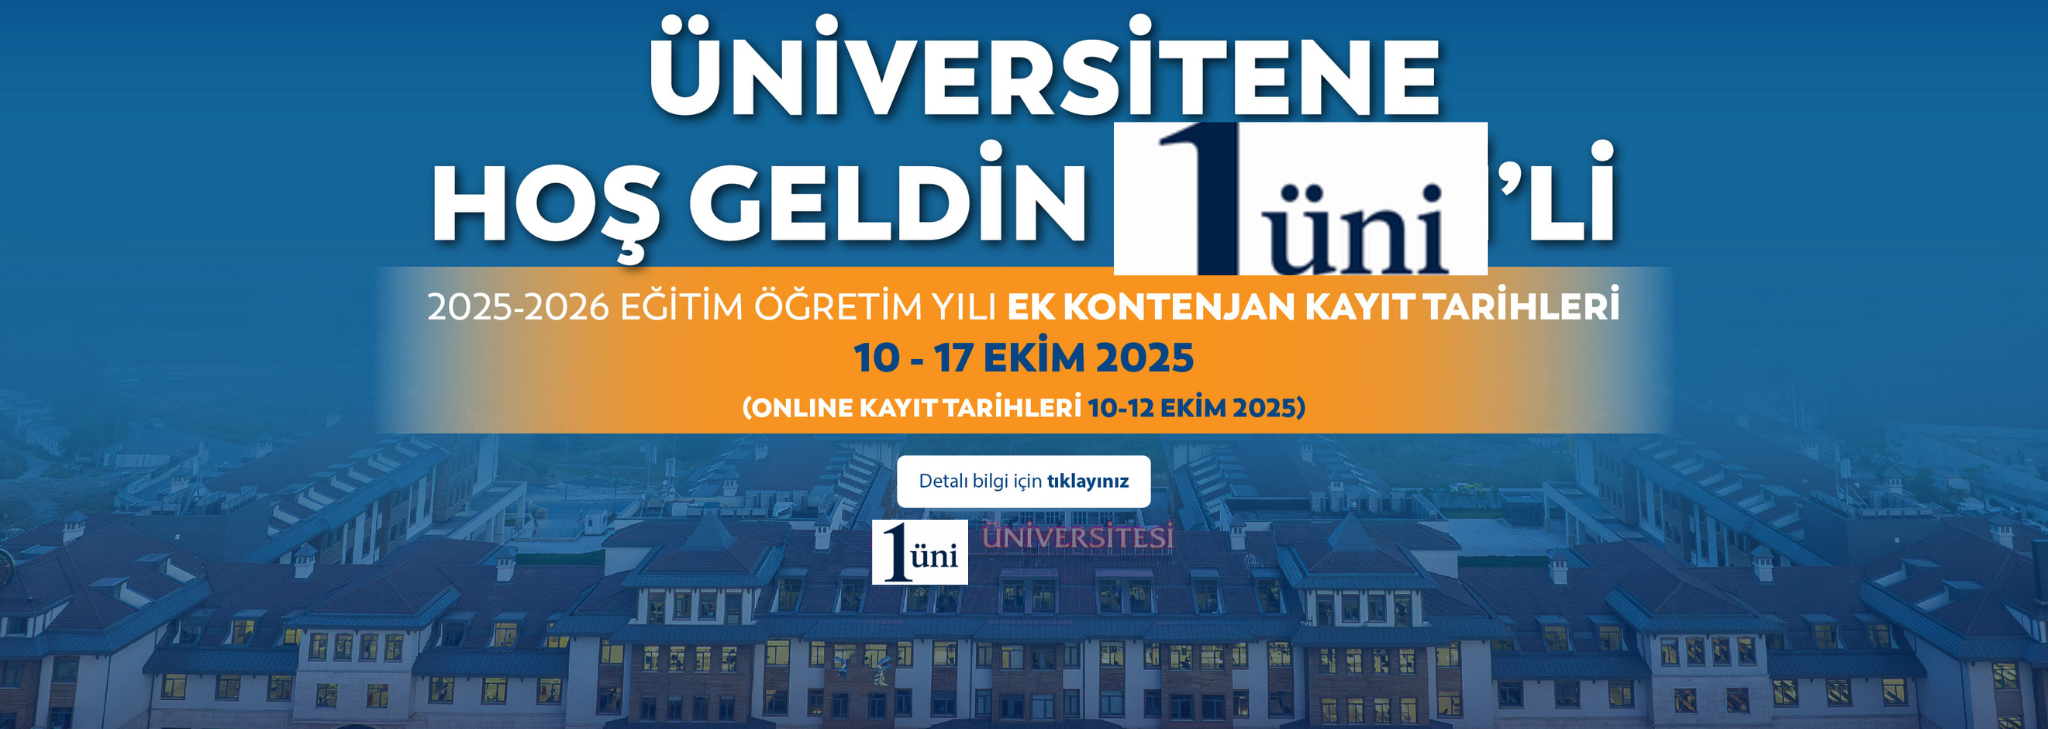 ÜNİVERSİTENE
HOŞ GELDİN 1üni'Lİ
2025-2026 EĞİTİM ÖĞRETİM YILI EK KONTENJAN KAYIT TARİHLERİ
10 - 17 EKİM 2025
(ONLINE KAYIT TARİHLERİ 10-12 EKİM 2025)
Detalı bilgi için tıklayınız
1üni ÜNİVERSİTESİ